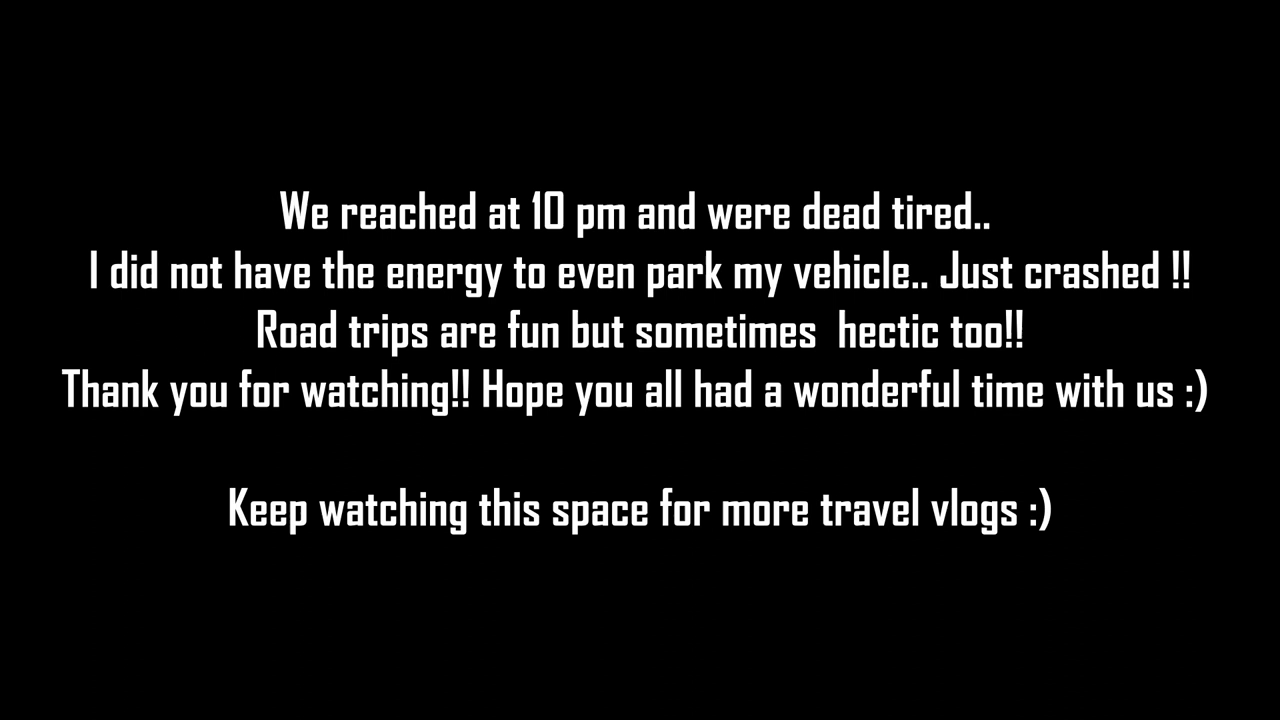 We reached at 10 pm and were dead tired..
I did not have the energy to even park my vehicle.. Just crashed !!
Road trips are fun but sometimes  hectic too!!
Thank you for watching!! Hope you all had a wonderful time with us :)
Keep watching this space for more travel vlogs :)